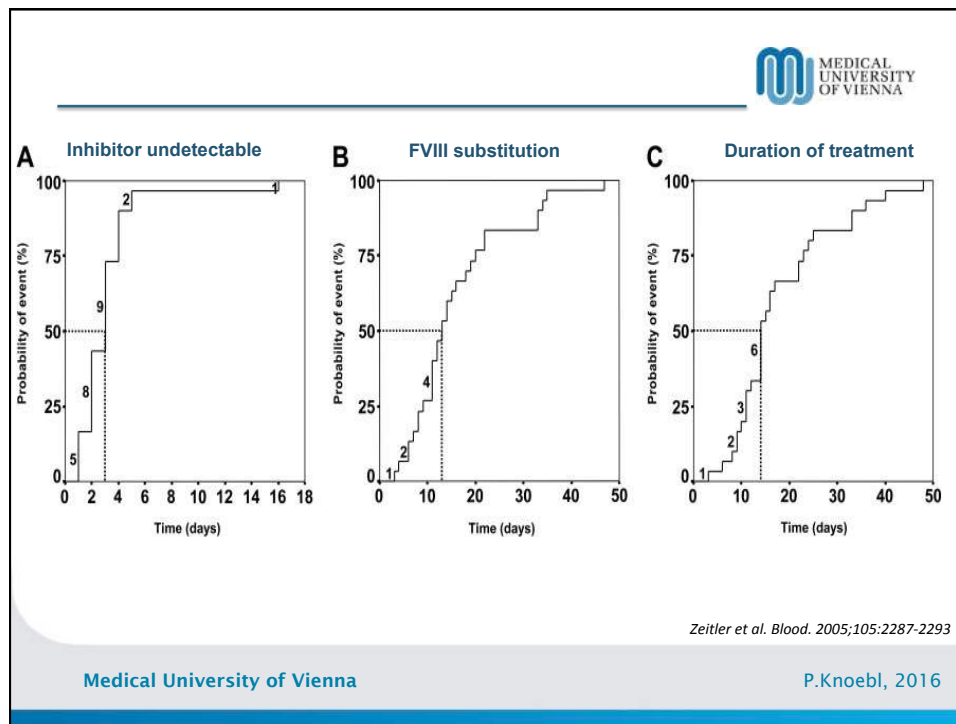 MEDICAL
UNIVERSITY
OF VIENNA
A Inhibitor undetectable
Probability of event (%)
100
75
50
25
0
5
8
9
2
1
0 2 4 6 8 10 12 14 16 18
Time (days)
B FVIII substitution
Probability of event (%)
100
75
50
25
0
1
2
4
0 10 20 30 40 50
Time (days)
C Duration of treatment
Probability of event (%)
100
75
50
25
0
1
2
3
6
0 10 20 30 40 50
Time (days)
Zeitler et al. Blood. 2005;105:2287-2293
Medical University of Vienna P.Knoebl, 2016